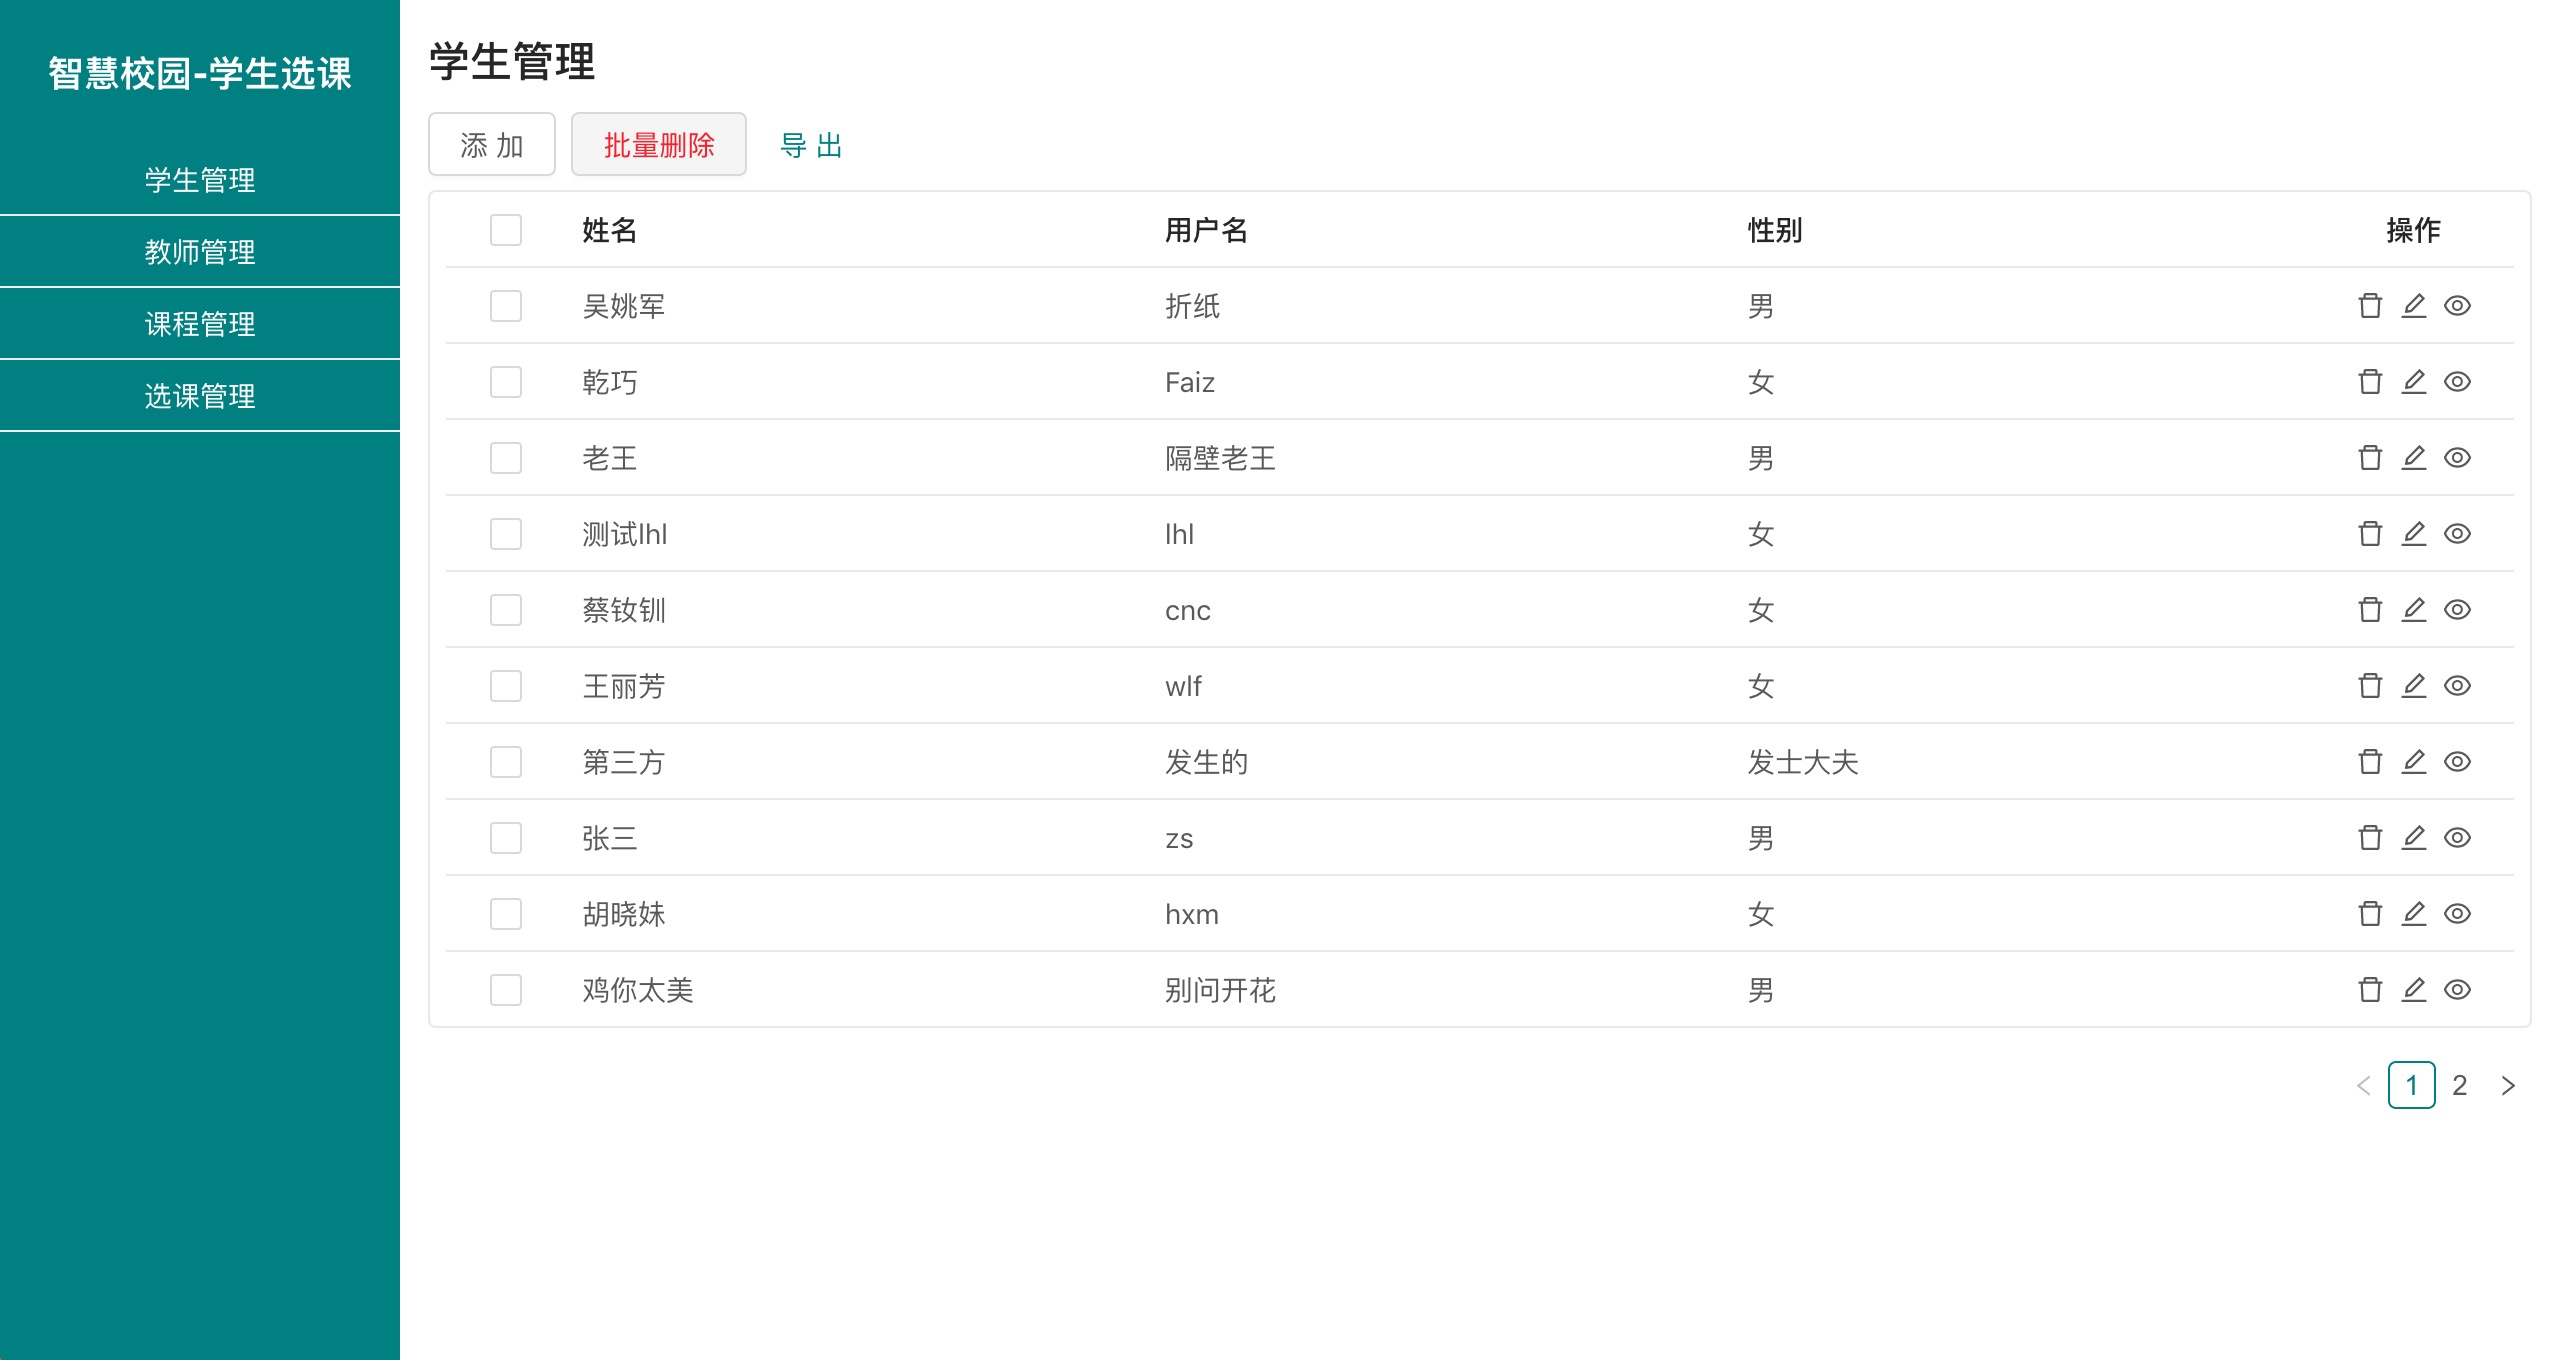 智慧校园-学生选课
学生管理
教师管理
课程管理
选课管理
学生管理
添 加 批量删除 导 出
姓名 用户名 性别 操作
吴姚军 折纸 男
乾巧 Faiz 女
老王 隔壁老王 男
测试lhl lhl 女
蔡钕钏 cnc 女
王丽芳 wlf 女
第三方 发生的 发士大夫
张三 zs 男
胡晓妹 hxm 女
鸡你太美 别问开花 男
1 2